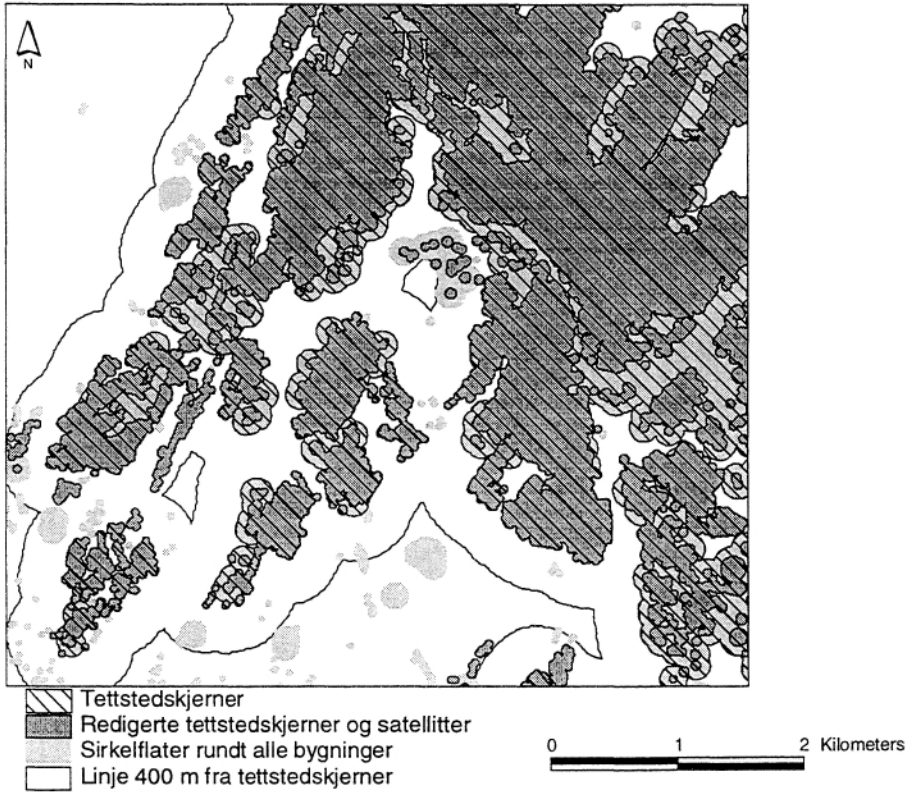 N
Tettstedskjerner
Redigerte tettstedskjerner og satellitter
Sirkelflater rundt alle bygninger
Linje 400 m fra tettstedskjerner
0 1 2 Kilometers